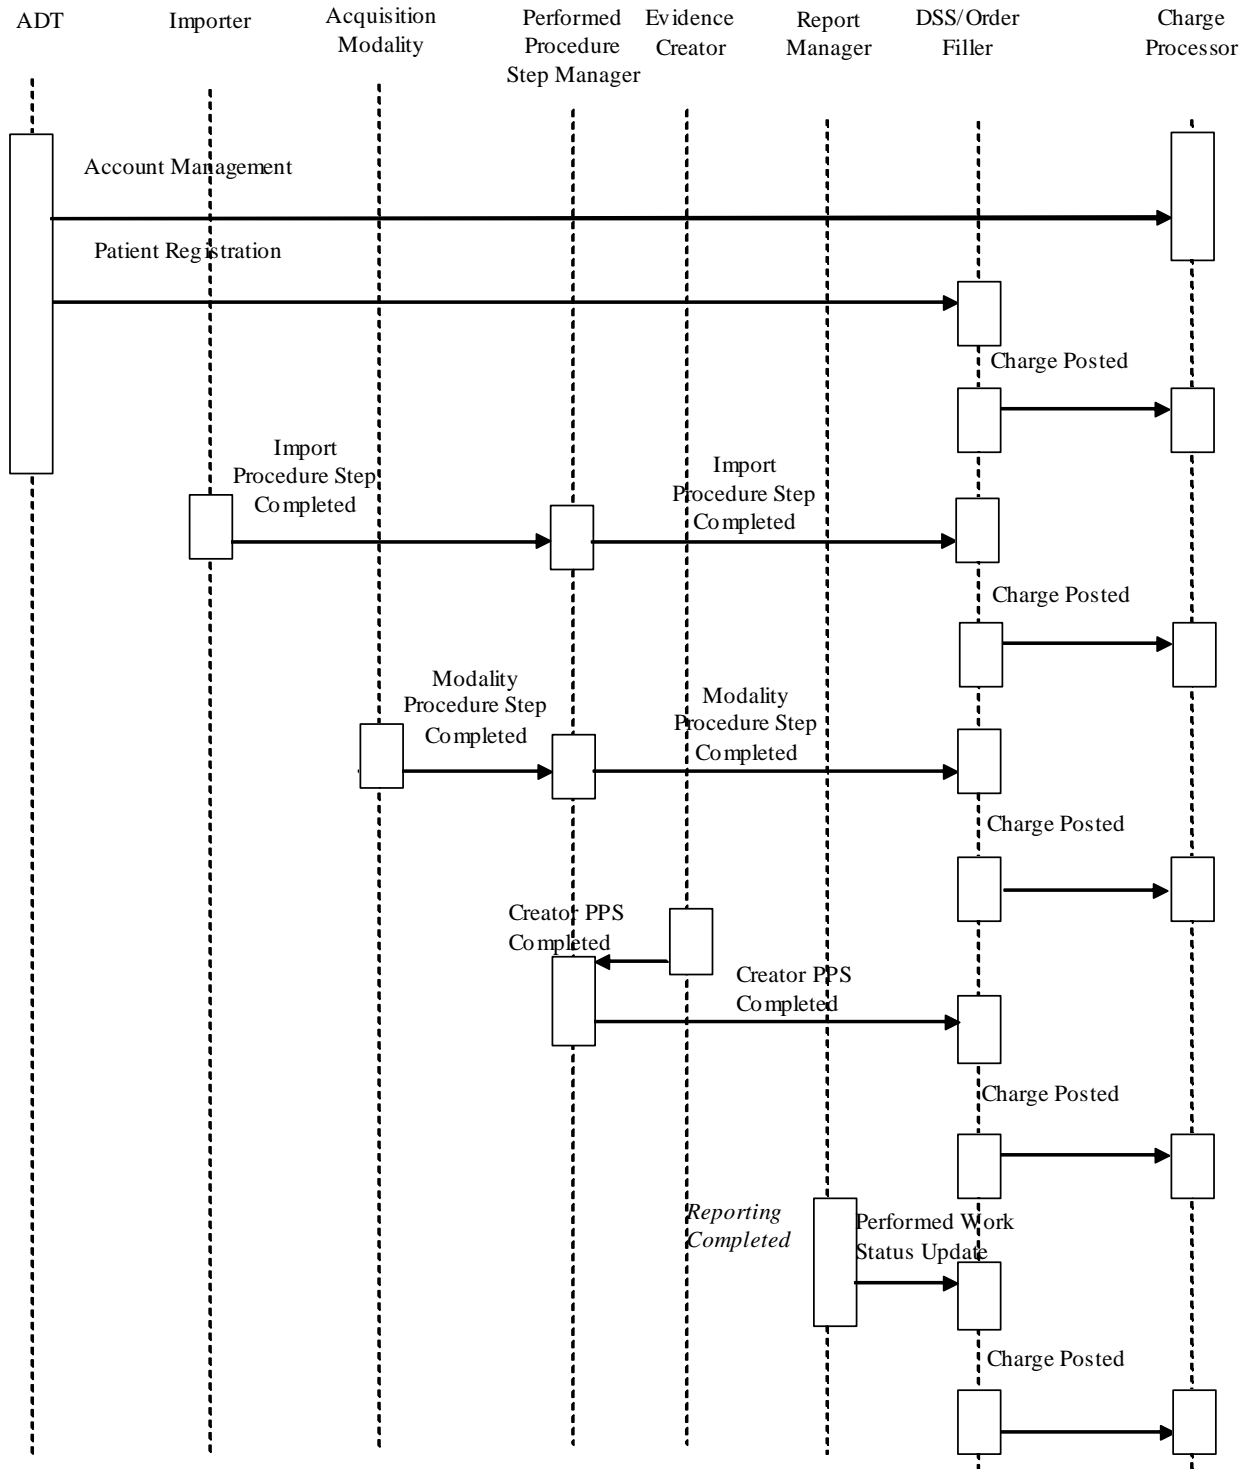 ADT
Importer
Acquisition
Modality
Performed
Procedure
Step Manager
Evidence
Creator
Report
Manager
DSS/Order
Filler
Charge
Processor
Account Management
Patient Registration
Charge Posted
Import
Procedure Step
Completed
Import
Procedure Step
Completed
Charge Posted
Modality
Procedure Step
Completed
Modality
Procedure Step
Completed
Charge Posted
Creator PPS
Completed
Creator PPS
Completed
Charge Posted
Reporting
Completed
Performed Work
Status Update
Charge Posted